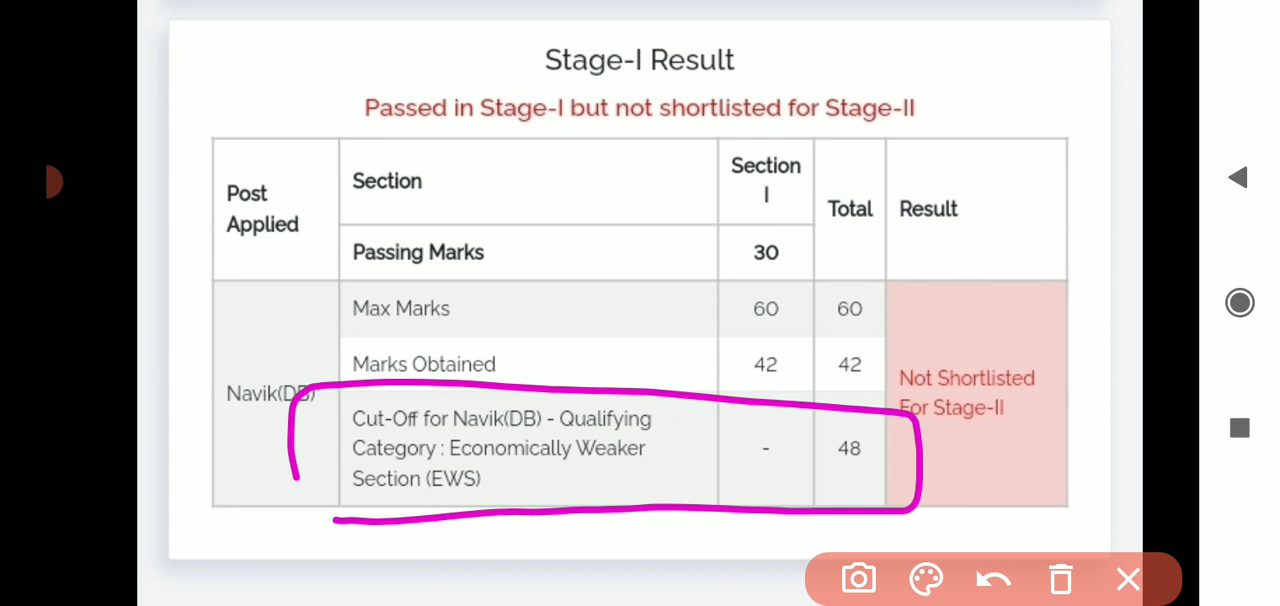 Stage-I Result
Passed in Stage-I but not shortlisted for Stage-II
Post
Applied
Section
Section
I
Total
Result
Passing Marks
30
Navik(DB)
Max Marks
60
60
Marks Obtained
42
42
Cut-Off for Navik(DB) - Qualifying
Category : Economically Weaker
Section (EWS)
-
48
Not Shortlisted
For Stage-II